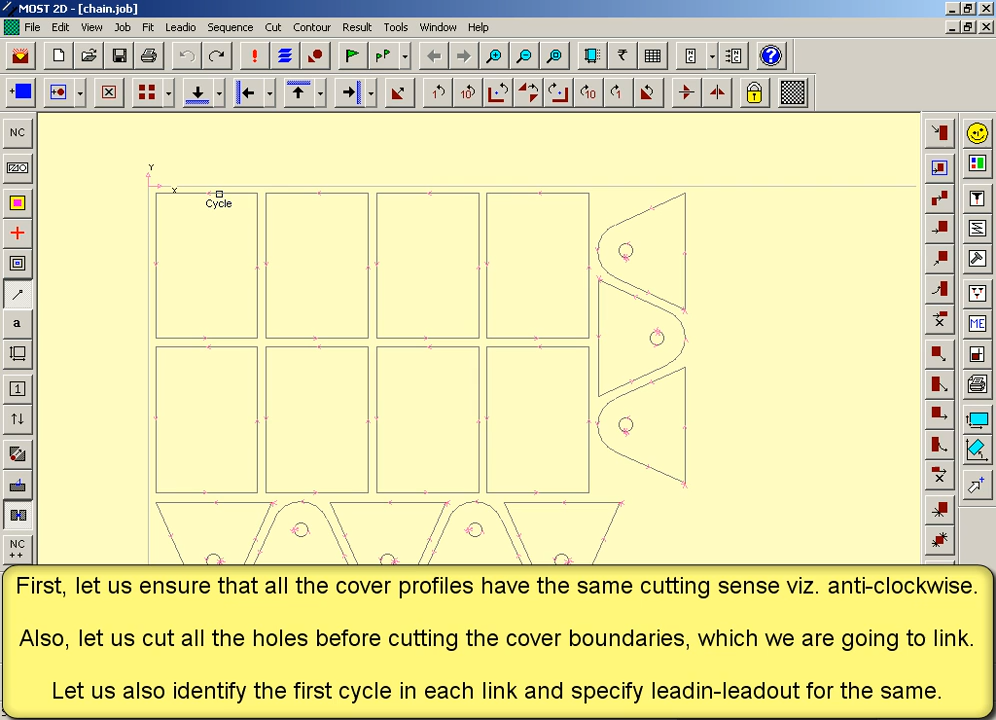 MOST 2D - [chain.job]
File Edit View Job Fit Leadio Sequence Cut Contour Result Tools Window Help
NC
a
1
NC
++
ME
Y
X
Cycle
First, let us ensure that all the cover profiles have the same cutting sense viz. anti-clockwise.
Also, let us cut all the holes before cutting the cover boundaries, which we are going to link.
Let us also identify the first cycle in each link and specify leadin-leadout for the same.